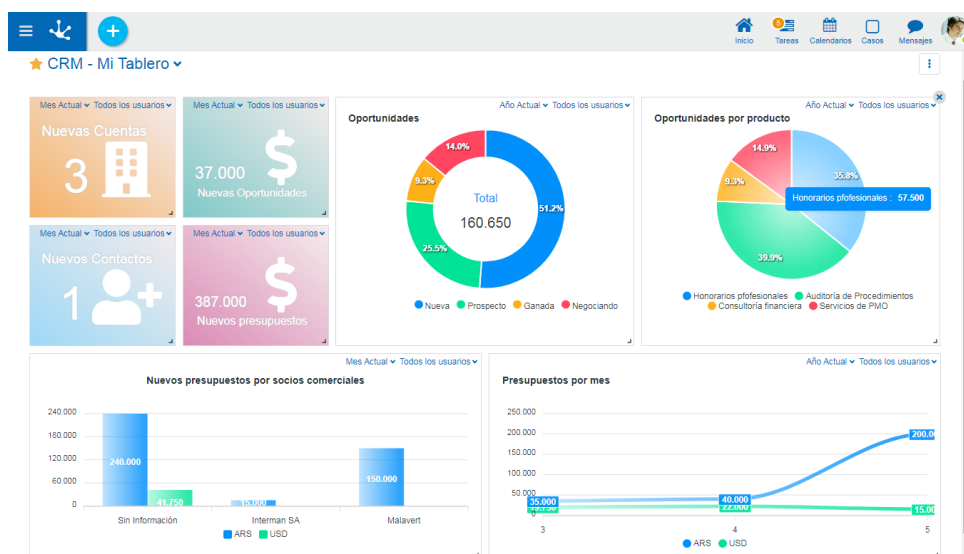 5
Inicio Tareas Calendarios Casos Mensajes
CRM - Mi Tablero
Mes Actual Todos los usuarios
Nuevas Cuentas
3
Mes Actual Todos los usuarios
37.000
Nuevas Oportunidades
Mes Actual Todos los usuarios
Nuevos Contactos
1
Mes Actual Todos los usuarios
387.000
Nuevos presupuestos
Año Actual Todos los usuarios
Oportunidades
14.0%
9.3%
25.5%
51.2%
Total
160.650
Nueva Prospecto Ganada Negociando
Año Actual Todos los usuarios
Oportunidades por producto
14.9%
35.8%
9.3%
Honorarios pfofesionales : 57.500
39.9%
Honorarios pfofesionales Auditoría de Procedimientos
Consultoría financiera Servicios de PMO
Mes Actual Todos los usuarios
Nuevos presupuestos por socios comerciales
240.000
180.000
120.000
60.000
0
240.000
41.750
15.000
150.000
Sin Información Interman SA Malavert
ARS USD
Año Actual Todos los usuarios
Presupuestos por mes
250.000
200.000
150.000
100.000
50.000
0
35.000
40.000
22.000
3 4 5
ARS USD